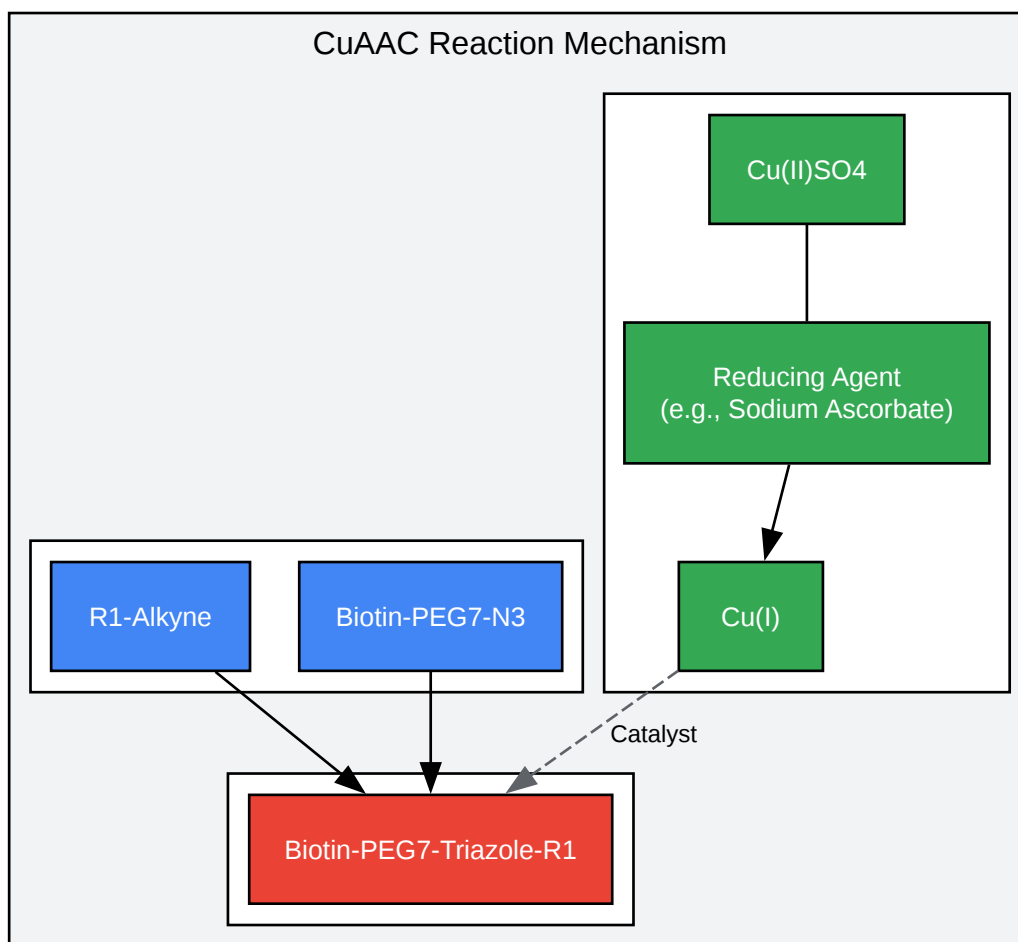 CuAAC Reaction Mechanism
Cu(II)SO4
Reducing Agent
(e.g., Sodium Ascorbate)
R1-Alkyne
Biotin-PEG7-N3
Cu(I)
Catalyst
Biotin-PEG7-Triazole-R1